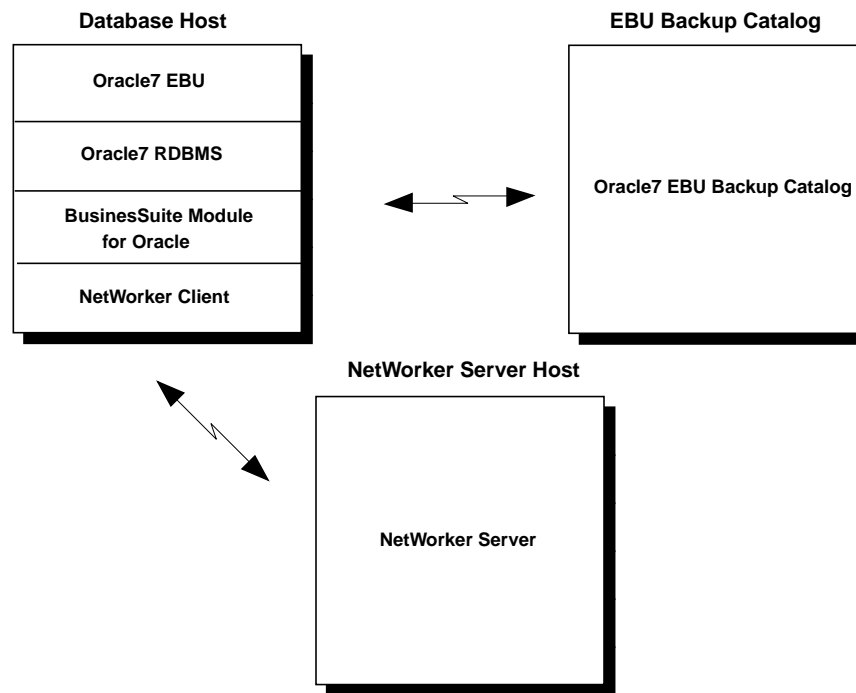 Database Host
EBU Backup Catalog
Oracle7 EBU
Oracle7 RDBMS
BusinesSuite Module
for Oracle
NetWorker Client
Oracle7 EBU Backup Catalog
NetWorker Server Host
NetWorker Server